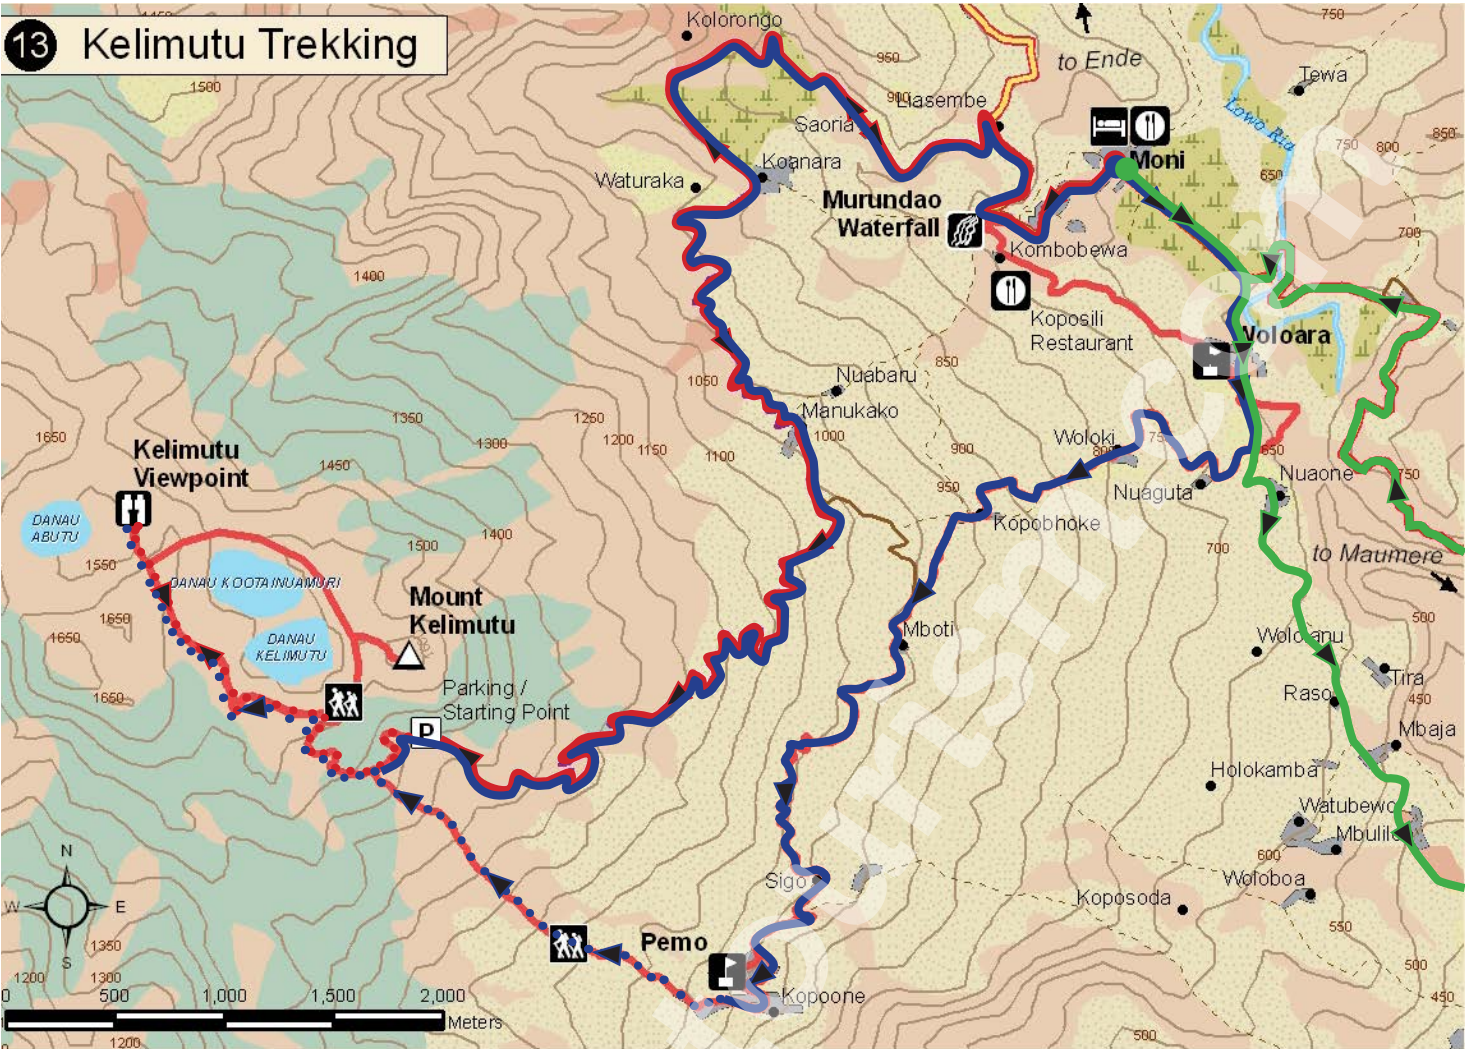 13 Kelimutu Trekking
Kolorongo
750
to Ende
950
Tewa
1500
900
Liasembe
Lowo Ria
850
Saoria
750
800
Koanara
Moni
650
Waturaka
Murundao
Waterfall
700
Kombobewa
1400
Koposili
Restaurant
Woloara
850
Nuabaru
1050
Manukako
1350
1250
1650
1300
1200
1150
1000
1100
Woloki
800
900
650
Kelimutu
Viewpoint
1450
950
Nuaguta
Nuaone
750
Kopobhoke
DANAU
ABUTU
1400
1500
700
to Maumere
1550
DANAU KOOTAINUAMURI
Mount
Kelimutu
1650
500
1650
DANAU
KELIMUTU
Mboti
Tira
Raso
450
1650
Parking /
Starting Point
P
Mbaja
Holokamba
Watubewo
600
Woloboa
Sigo
Koposoda
N
W
E
S
550
Pemo
1350
1200
1300
500
Kopoone
450
0 500 1,000 1,500 2,000
Meters
1200
500